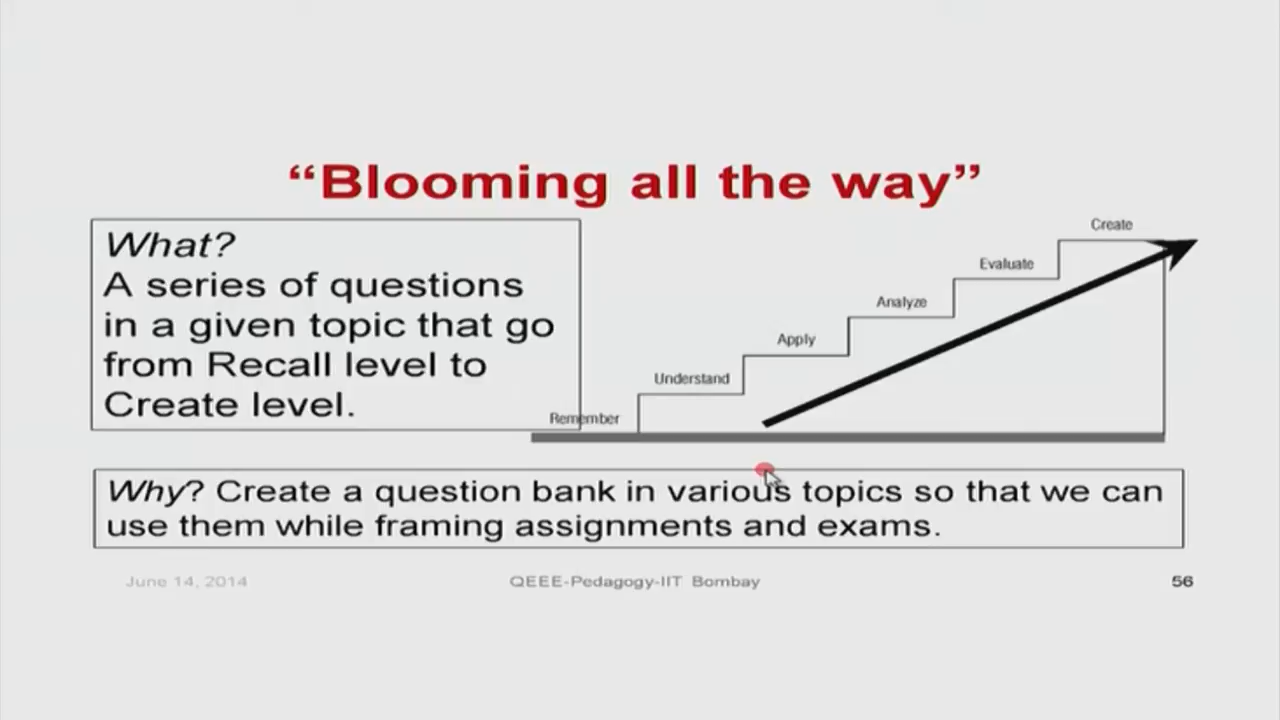 “Blooming all the way”
What?
A series of questions
in a given topic that go
from Recall level to
Create level.
Create
Evaluate
Analyze
Apply
Understand
Remember
Why? Create a question bank in various topics so that we can
use them while framing assignments and exams.
June 14, 2014
QEEE-Pedagogy-IIT Bombay
56